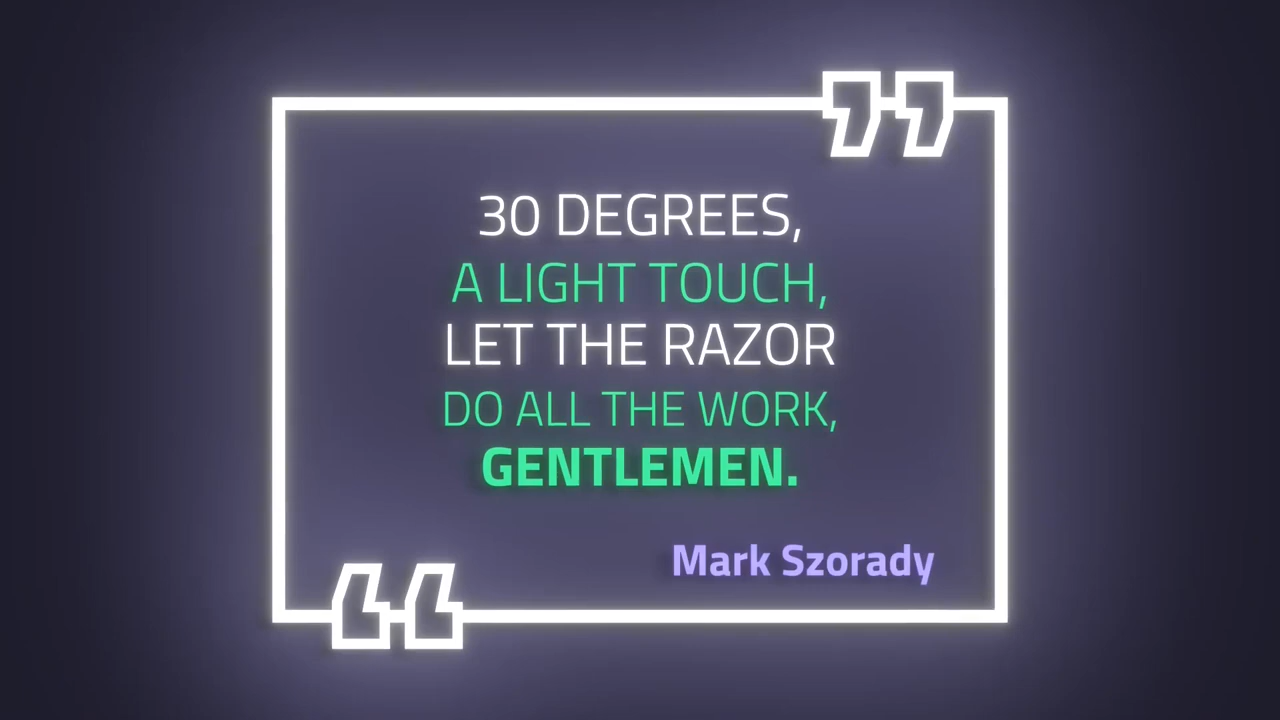 30 DEGREES,
A LIGHT TOUCH,
LET THE RAZOR
DO ALL THE WORK,
GENTLEMEN.
Mark Szorady